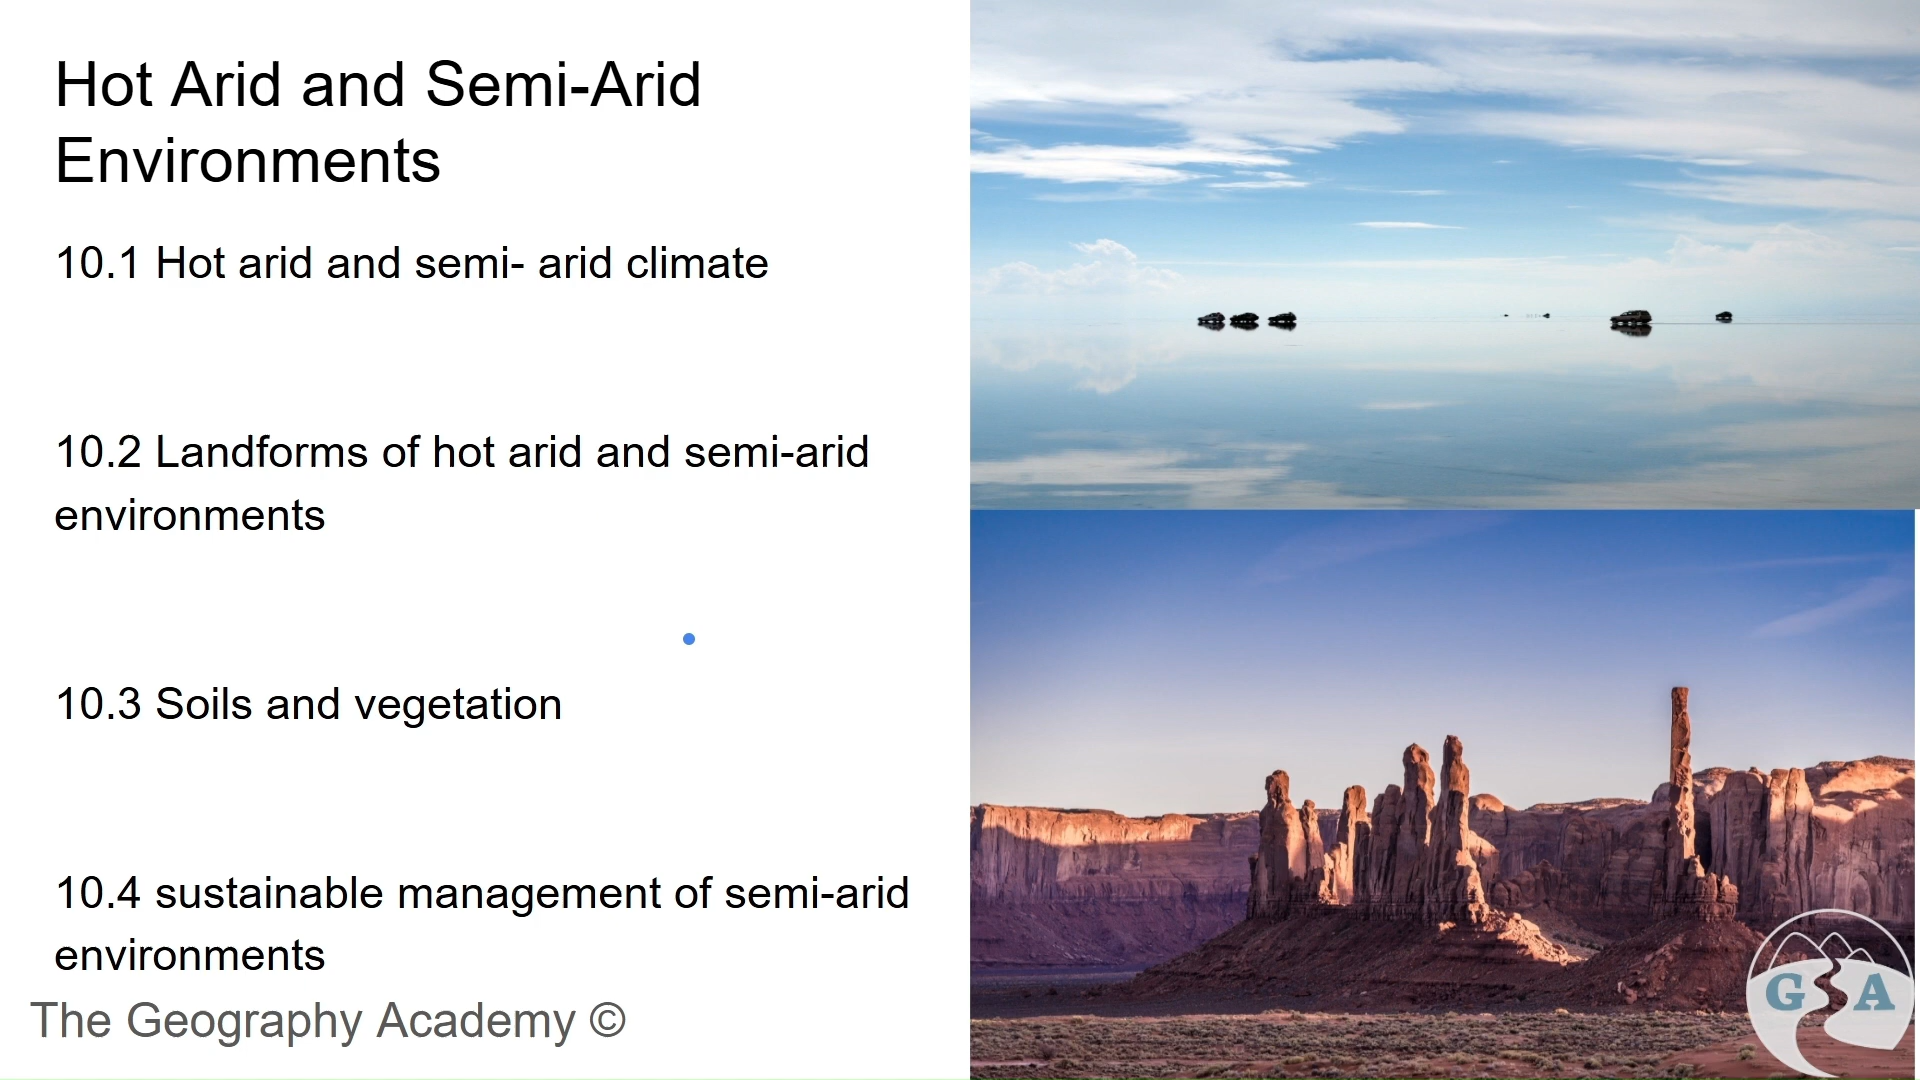 Hot Arid and Semi-Arid
Environments
10.1 Hot arid and semi- arid climate
10.2 Landforms of hot arid and semi-arid
environments
10.3 Soils and vegetation
10.4 sustainable management of semi-arid
environments
The Geography Academy ©
G A